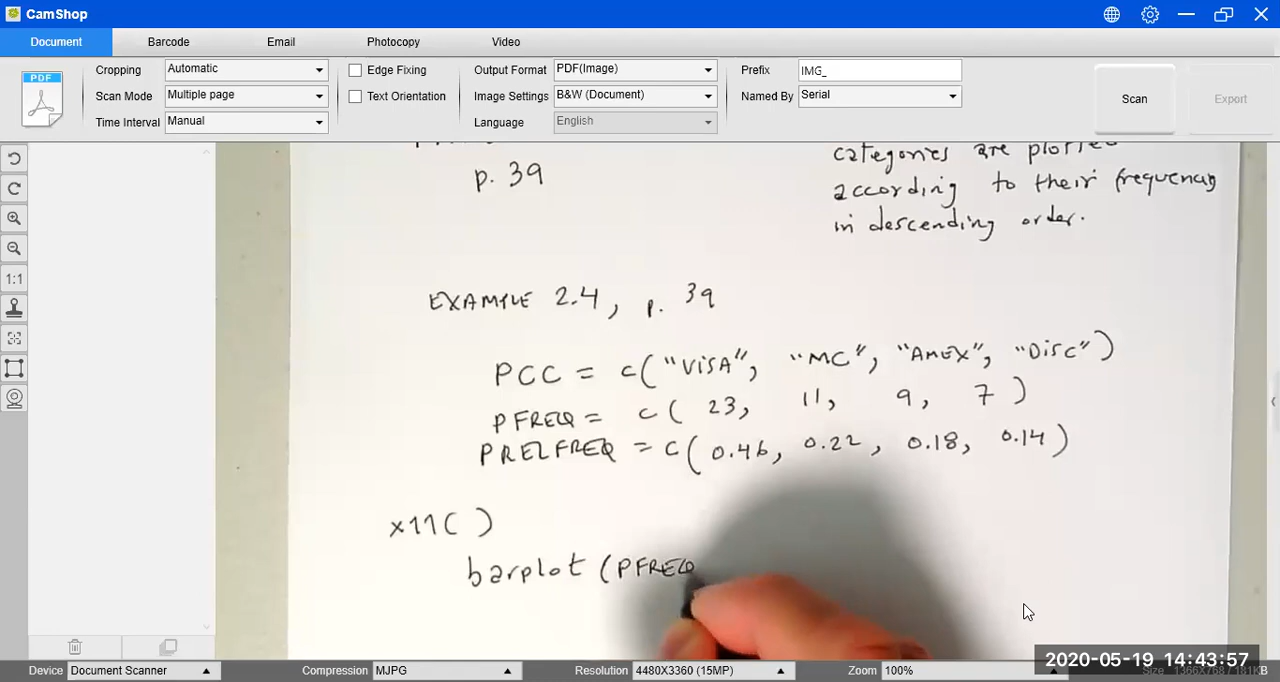 CamShop
Document Barcode Email Photocopy Video
PDF
Cropping Automatic Edge Fixing Output Format PDF(Image) Prefix IMG_
Scan Mode Multiple page Text Orientation Image Settings B&W (Document) Named By Serial Scan Export
Time Interval Manual Language English
1:1
categories are plotted
p. 39
according to their frequencies
in descending order.
EXAMPLE 2.4, p. 39
PCC = c("VISA", "MC", "AMEX", "DISC")
PFREQ = c( 23, 11, 9, 7 )
PRELFREQ = c( 0.46, 0.22, 0.18, 0.14 )
x11( )
barplot (PFREQ
2020-05-19 14:43:57
Device Document Scanner Compression MJPG Resolution 4480X3360 (15MP) Zoom 100% Size 1366X768 / 181KB